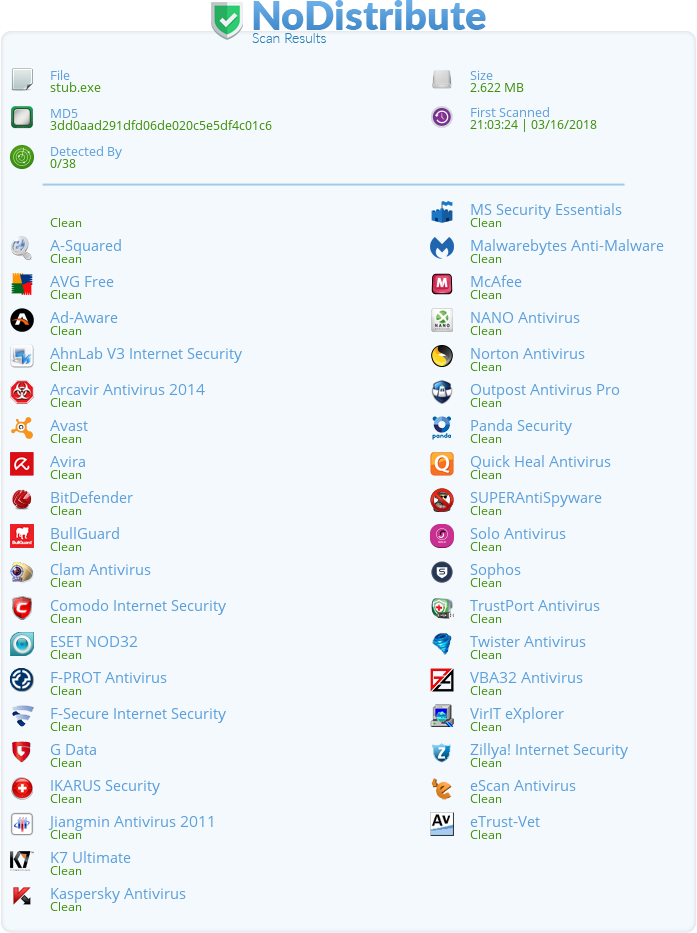 NoDistribute
Scan Results
File
stub.exe
Size
2.622 MB
MD5
3dd0aad291dfd06de020c5e5df4c01c6
First Scanned
21:03:24 | 03/16/2018
Detected By
0/38
Clean
A-Squared
Clean
AVG Free
Clean
Ad-Aware
Clean
AhnLab V3 Internet Security
Clean
Arcavir Antivirus 2014
Clean
Avast
Clean
Avira
Clean
BitDefender
Clean
BullGuard
BullGuard
Clean
Clam Antivirus
Clean
Comodo Internet Security
Clean
ESET NOD32
Clean
F-PROT Antivirus
Clean
F-Secure Internet Security
Clean
G Data
Clean
IKARUS Security
Clean
Jiangmin Antivirus 2011
Clean
K7
K7 Ultimate
Clean
Kaspersky Antivirus
Clean
MS Security Essentials
Clean
Malwarebytes Anti-Malware
Clean
M
McAfee
Clean
NANO
NANO Antivirus
Clean
Norton Antivirus
Clean
Outpost Antivirus Pro
Clean
panda
Panda Security
Clean
Q
Quick Heal Antivirus
Clean
SUPERAntiSpyware
Clean
SOLO
Solo Antivirus
Clean
S
Sophos
Clean
TrustPort Antivirus
Clean
Twister Antivirus
Clean
VBA32 Antivirus
Clean
VirIT eXplorer
Clean
Z
Zillya! Internet Security
Clean
e
eScan Antivirus
Clean
AV
eTrust-Vet
Clean